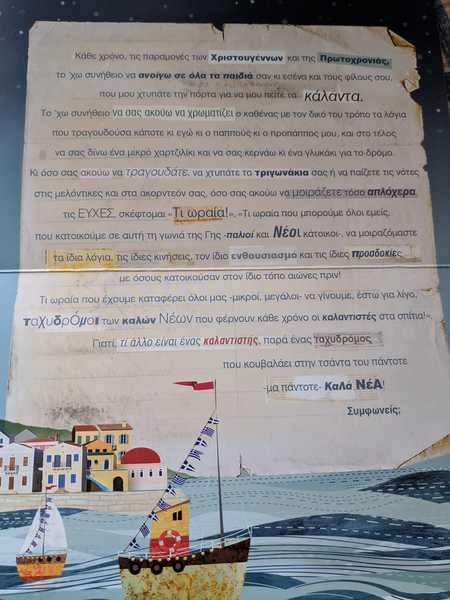 Κάθε χρόνο, τις παραμονές των Χριστουγέννων και της Πρωτοχρονιάς,
το 'χω συνήθειο να ανοίγω σε όλα τα παιδιά σαν κι εσένα και τους φίλους σου,
που μου χτυπάτε την πόρτα για να μου πείτε τα κάλαντα.
Το 'χω συνήθειο να σας ακούω να χρωματίζει ο καθένας με τον δικό του τρόπο τα λόγια
που τραγουδούσα κάποτε κι εγώ κι ο παππούς κι ο προπάππος μου, και στο τέλος
να σας δίνω ένα μικρό χαρτζιλίκι και να σας κερνάω κι ένα γλυκάκι για το δρόμο.
Κι όσο σας ακούω να τραγουδάτε, να χτυπάτε τα τριγωνάκια σας ή να παίζετε τις νότες
στις μελόντικες και στα ακορντεόν σας, όσο σας ακούω να μοιράζετε τόσο απλόχερα
τις ΕΥΧΕΣ, σκέφτομαι «Τι ωραία!», «Τι ωραία που μπορούμε όλοι εμείς,
που κατοικούμε σε αυτή τη γωνιά της Γης -παλιοί και Νέοι κάτοικοι-, να μοιραζόμαστε
τα ίδια λόγια, τις ίδιες κινήσεις, τον ίδιο ενθουσιασμό και τις ίδιες προσδοκίες
με όσους κατοικούσαν στον ίδιο τόπο αιώνες πριν!
Τι ωραία που έχουμε καταφέρει όλοι μας -μικροί, μεγάλοι- να γίνουμε, έστω για λίγο,
ταχυδρόμοι των καλών Νέων που φέρνουν κάθε χρόνο οι καλαντιστές στα σπίτια!».
Γιατί, τί άλλο είναι ένας καλαντιστής, παρά ένας ταχυδρόμος
που κουβαλάει στην τσάντα του πάντοτε
-μα πάντοτε- Καλά ΝέΑ!
Συμφωνείς;